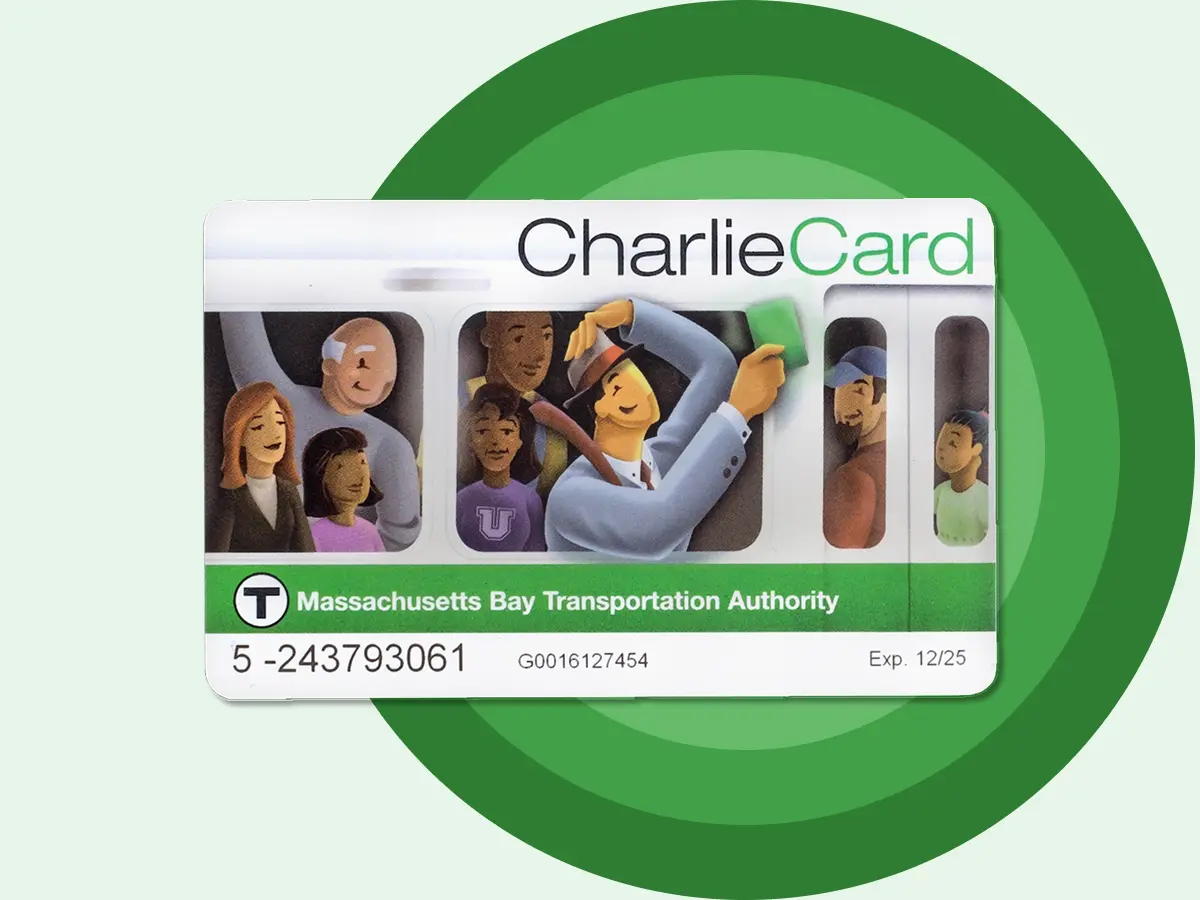 CharlieCard
U
T Massachusetts Bay Transportation Authority
5 -243793061 G0016127454 Exp. 12/25